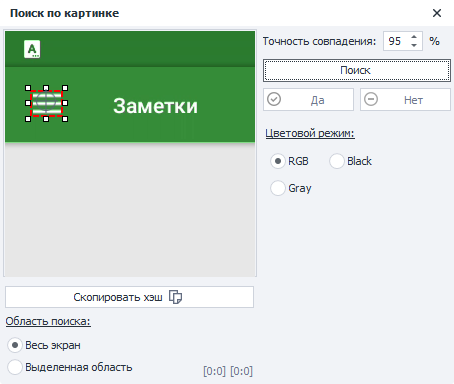 Поиск по картинке
A
Точность совпадения: 95 %
Поиск
Заметки
Да Нет
Цветовой режим:
RGB Black
Gray
Скопировать хэш
Область поиска:
Весь экран
Выделенная область [0:0] [0:0]